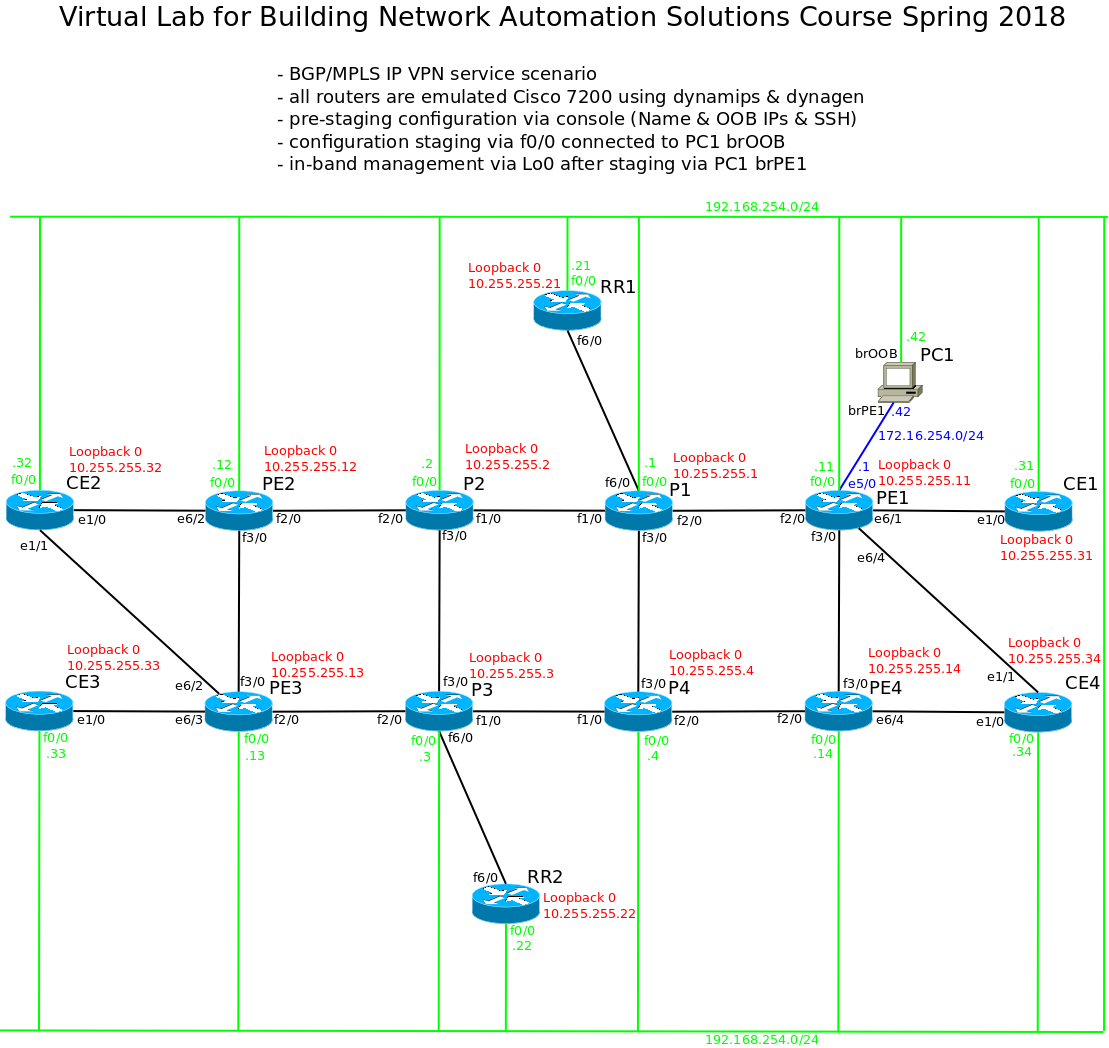 Virtual Lab for Building Network Automation Solutions Course Spring 2018
- BGP/MPLS IP VPN service scenario
- all routers are emulated Cisco 7200 using dynamips & dynagen
- pre-staging configuration via console (Name & OOB IPs & SSH)
- configuration staging via f0/0 connected to PC1 brOOB
- in-band management via Lo0 after staging via PC1 brPE1
192.168.254.0/24
Loopback 0
10.255.255.21
.21
f0/0
RR1
f6/0
.42
brOOB
PC1
brPE1
.42
172.16.254.0/24
.32
f0/0
Loopback 0
10.255.255.32
CE2
e1/0
e1/1
.12
f0/0
Loopback 0
10.255.255.12
PE2
e6/2
f2/0
f3/0
.2
f0/0
Loopback 0
10.255.255.2
P2
f2/0
f1/0
f3/0
f6/0
.1
f0/0
Loopback 0
10.255.255.1
P1
f1/0
f2/0
f3/0
.11
f0/0
.1
e5/0
Loopback 0
10.255.255.11
PE1
f2/0
e6/1
f3/0
e6/4
.31
f0/0
CE1
e1/0
Loopback 0
10.255.255.31
Loopback 0
10.255.255.33
CE3
e1/0
f0/0
.33
e6/2
f3/0
Loopback 0
10.255.255.13
PE3
e6/3
f2/0
f0/0
.13
f3/0
Loopback 0
10.255.255.3
P3
f2/0
f1/0
f0/0
.3
f6/0
f3/0
Loopback 0
10.255.255.4
P4
f1/0
f2/0
f0/0
.4
f3/0
Loopback 0
10.255.255.14
PE4
f2/0
e6/4
f0/0
.14
Loopback 0
10.255.255.34
e1/1
CE4
e1/0
f0/0
.34
f6/0
RR2
Loopback 0
10.255.255.22
f0/0
.22
192.168.254.0/24